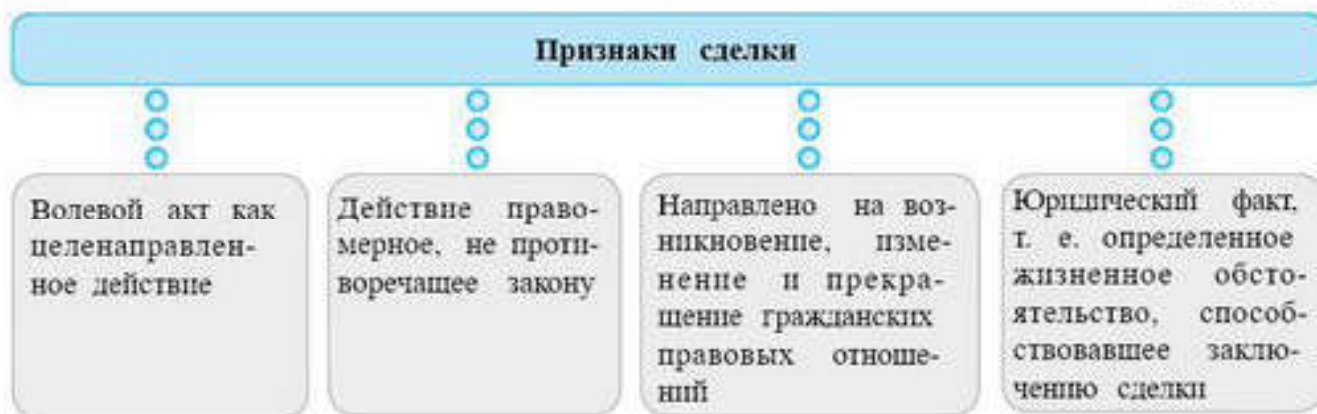 Признаки сделки
Волевой акт как
целенаправлен-
ное действие
Действие право-
мерное, не проти-
воречащее закону
Направлено на воз-
никновение, изме-
нение и прекра-
щение гражданских
правовых отноше-
ний
Юридический факт,
т. е. определенное
жизненное обсто-
ятельство, способ-
ствовавшее заклю-
чению сделки